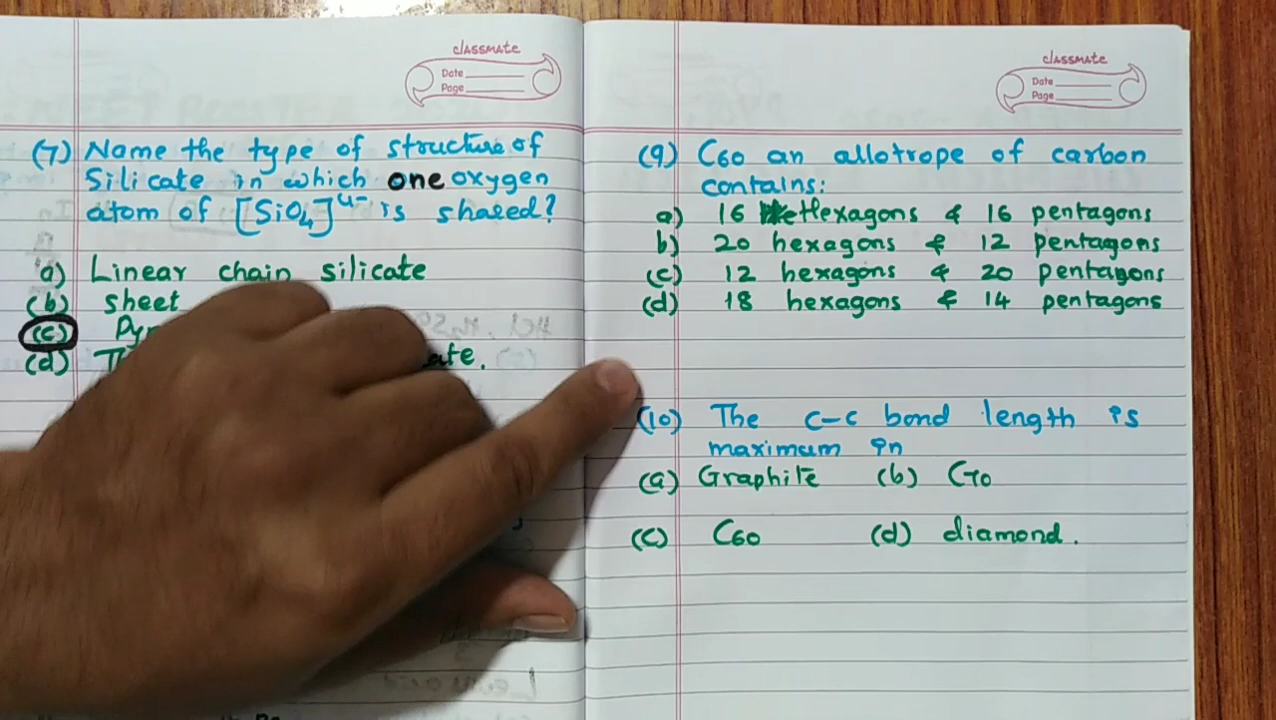 classmate
Date
Page
(7) Name the type of structure of
Silicate in which one oxygen
atom of [SiO4]4- is shared?
a) Linear chain silicate
(b) sheet
(c)
(d)
classmate
Date
Page
(9) C60 an allotrope of carbon
contains:
a) 16 Hexagons & 16 pentagons
b) 20 hexagons & 12 pentagons
(c) 12 hexagons & 20 pentagons
(d) 18 hexagons & 14 pentagons
(10) The C-C bond length is
maximum in
(a) Graphite (b) C70
(c) C60 (d) diamond.